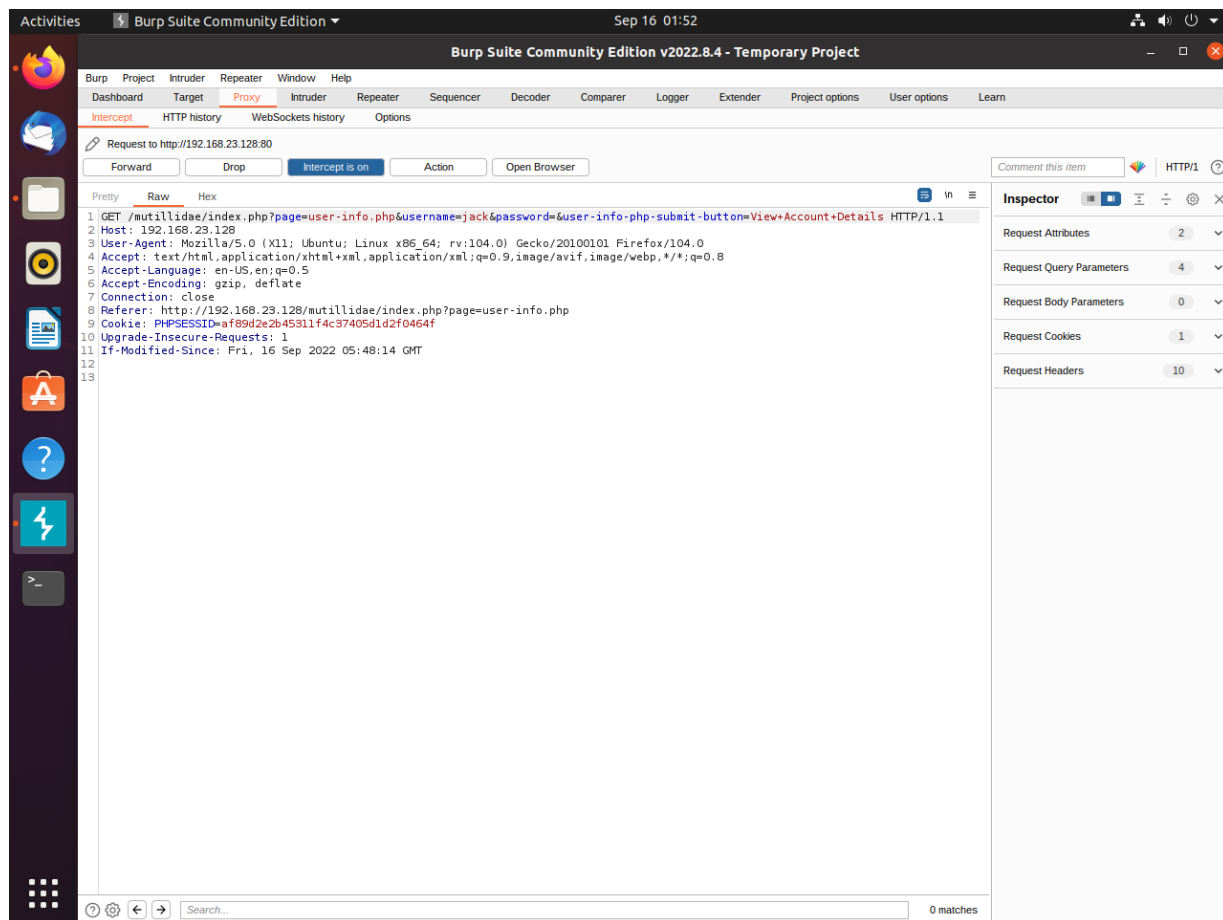 Activities Burp Suite Community Edition Sep 16 01:52
Burp Suite Community Edition v2022.8.4 - Temporary Project
Burp Project Intruder Repeater Window Help
Dashboard Target Proxy Intruder Repeater Sequencer Decoder Comparer Logger Extender Project options User options Learn
Intercept HTTP history WebSockets history Options
Request to http://192.168.23.128:80
Forward Drop Intercept is on Action Open Browser Comment this item HTTP/1 ?
Pretty Raw Hex \n Inspector
1 GET /mutillidae/index.php?page=user-info.php&username=jack&password=&user-info-php-submit-button=View+Account+Details HTTP/1.1
2 Host: 192.168.23.128
3 User-Agent: Mozilla/5.0 (X11; Ubuntu; Linux x86_64; rv:104.0) Gecko/20100101 Firefox/104.0
4 Accept: text/html,application/xhtml+xml,application/xml;q=0.9,image/avif,image/webp,*/*;q=0.8
5 Accept-Language: en-US,en;q=0.5
6 Accept-Encoding: gzip, deflate
7 Connection: close
8 Referer: http://192.168.23.128/mutillidae/index.php?page=user-info.php
9 Cookie: PHPSESSID=af89d2e2b45311f4c37405d1d2f0464f
10 Upgrade-Insecure-Requests: 1
11 If-Modified-Since: Fri, 16 Sep 2022 05:48:14 GMT
12
13
Request Attributes 2
Request Query Parameters 4
Request Body Parameters 0
Request Cookies 1
Request Headers 10
Search... 0 matches